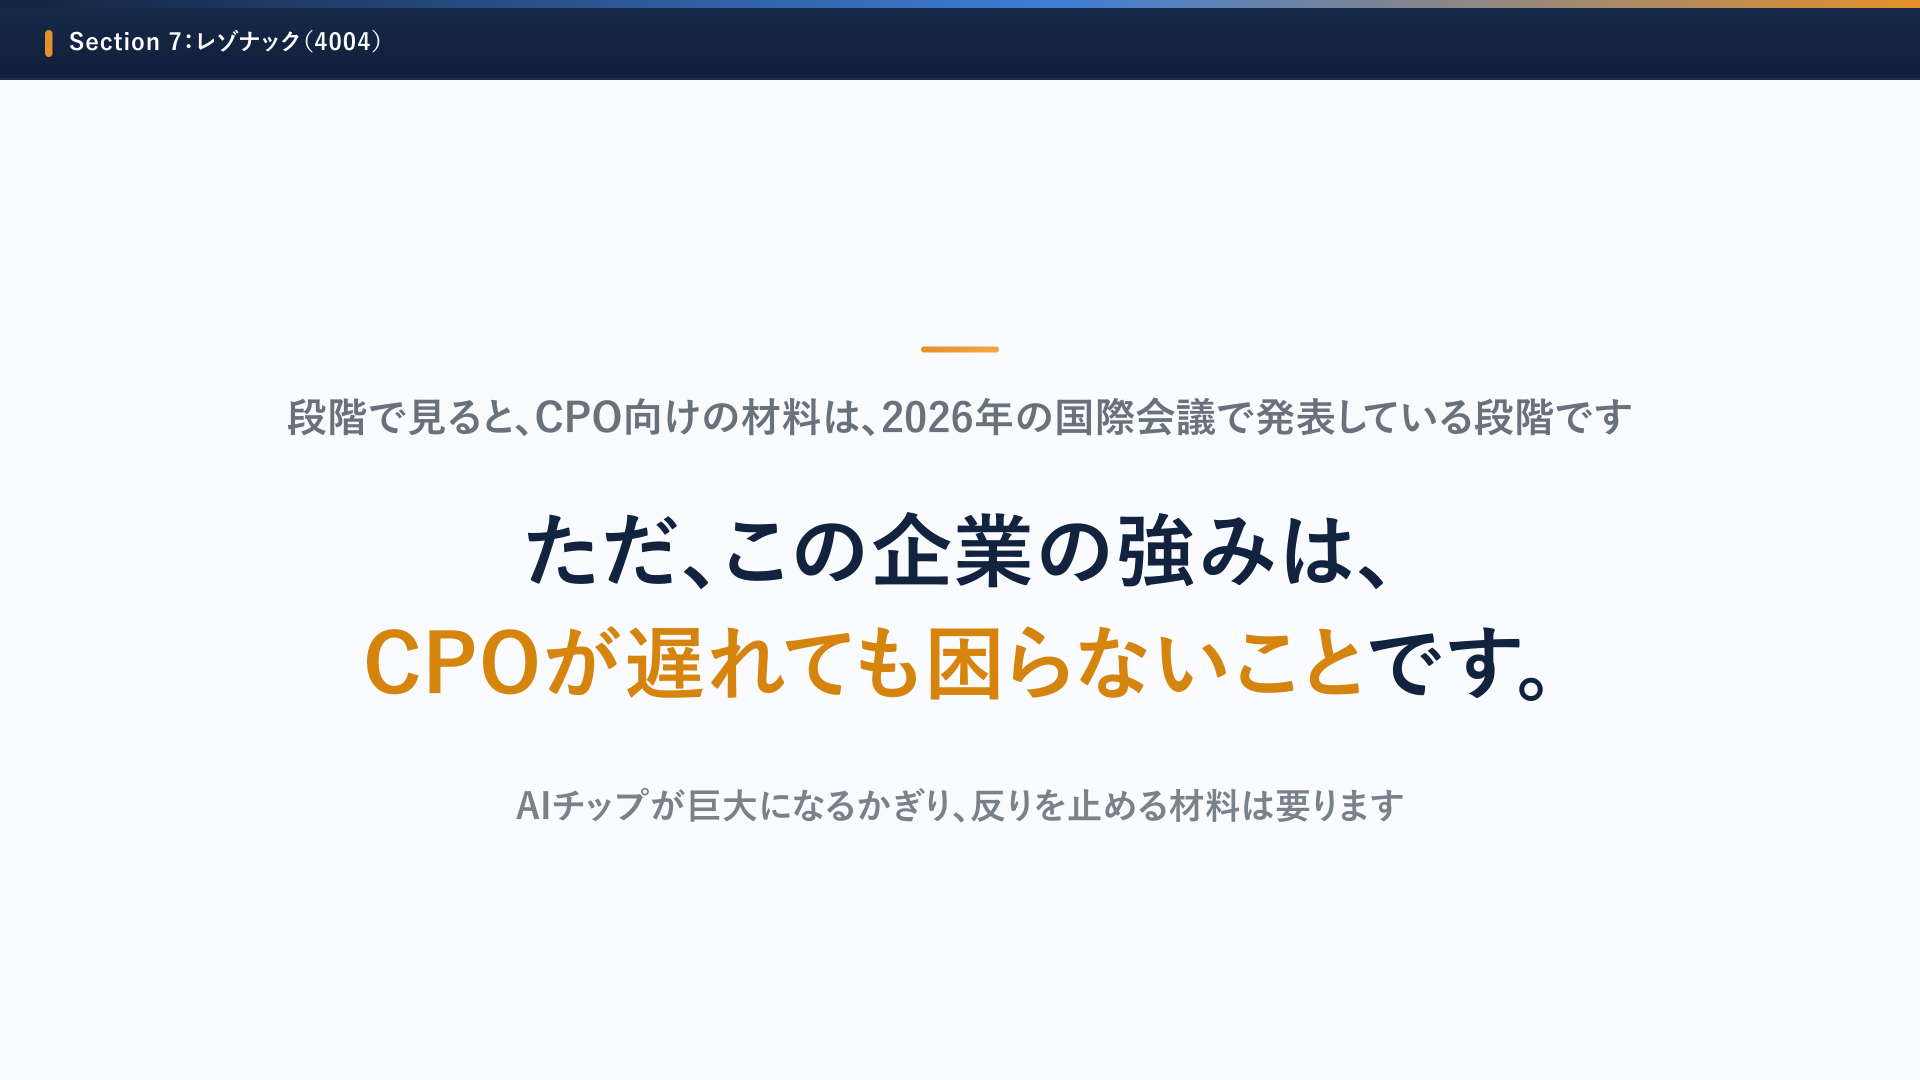 Section 7：レゾナック（4004）
段階で見ると、CPO向けの材料は、2026年の国際会議で発表している段階です
ただ、この企業の強みは、
CPOが遅れても困らないことです。
AIチップが巨大になるかぎり、反りを止める材料は要ります